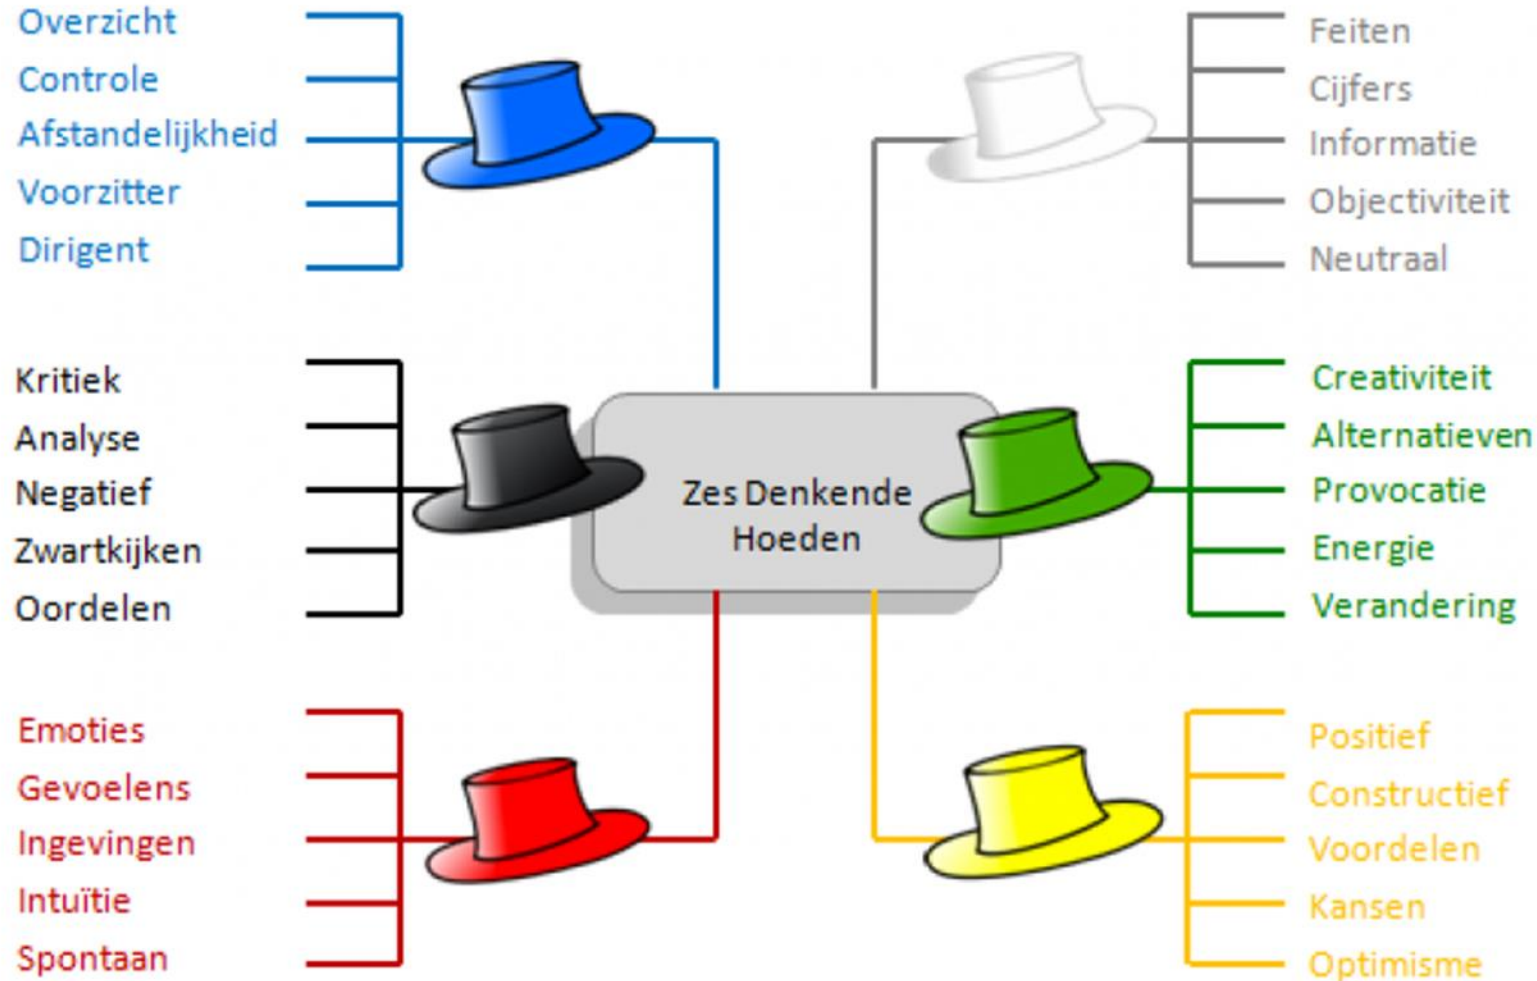 Overzicht
Controle
Afstandelijkheid
Voorzitter
Dirigent
Feiten
Cijfers
Informatie
Objectiviteit
Neutraal
Kritiek
Analyse
Negatief
Zwartkijken
Oordelen
Zes Denkende
Hoeden
Creativiteit
Alternatieven
Provocatie
Energie
Verandering
Emoties
Gevoelens
Ingevingen
Intuïtie
Spontaan
Positief
Constructief
Voordelen
Kansen
Optimisme